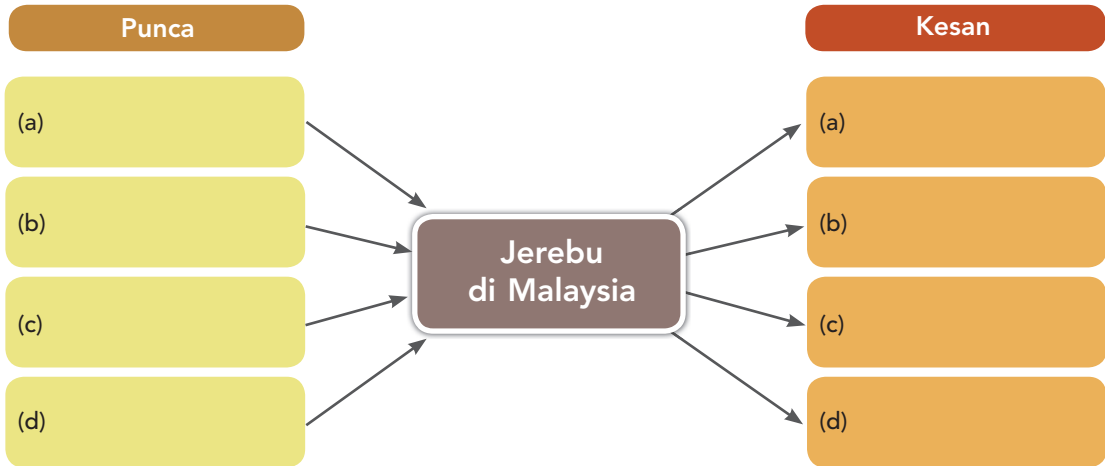 Punca
Kesan
(a)
(b)
(c)
(d)
Jerebu
di Malaysia
(a)
(b)
(c)
(d)